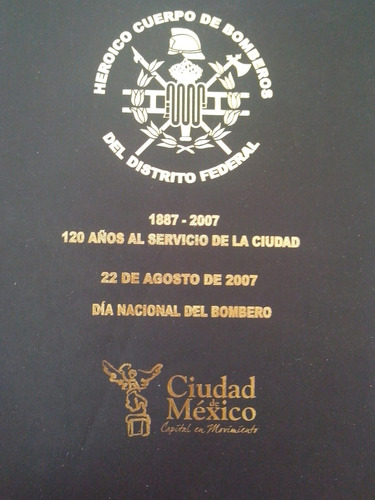 HEROICO CUERPO DE BOMBEROS
DEL DISTRITO FEDERAL
1887 - 2007
120 AÑOS AL SERVICIO DE LA CIUDAD
22 DE AGOSTO DE 2007
DÍA NACIONAL DEL BOMBERO
Ciudad
de
México
Capital en Movimiento